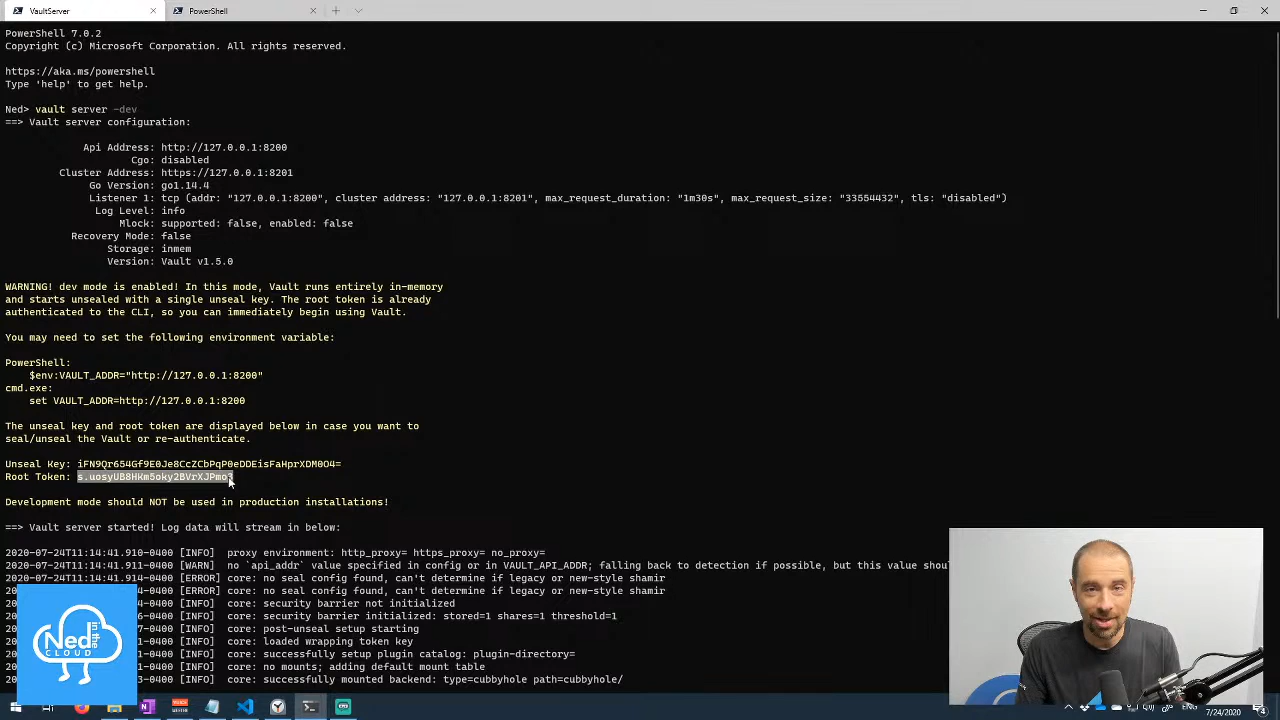 VaultServer
PowerShell
PowerShell 7.0.2
Copyright (c) Microsoft Corporation. All rights reserved.
https://aka.ms/powershell
Type 'help' to get help.
Ned> vault server -dev
==> Vault server configuration:
Api Address: http://127.0.0.1:8200
Cgo: disabled
Cluster Address: https://127.0.0.1:8201
Go Version: go1.14.4
Listener 1: tcp (addr: "127.0.0.1:8200", cluster address: "127.0.0.1:8201", max_request_duration: "1m30s", max_request_size: "33554432", tls: "disabled")
Log Level: info
Mlock: supported: false, enabled: false
Recovery Mode: false
Storage: inmem
Version: Vault v1.5.0
WARNING! dev mode is enabled! In this mode, Vault runs entirely in-memory
and starts unsealed with a single unseal key. The root token is already
authenticated to the CLI, so you can immediately begin using Vault.
You may need to set the following environment variable:
PowerShell:
$env:VAULT_ADDR="http://127.0.0.1:8200"
cmd.exe:
set VAULT_ADDR=http://127.0.0.1:8200
The unseal key and root token are displayed below in case you want to
seal/unseal the Vault or re-authenticate.
Unseal Key: iFN9Qr654Gf9E0Je8CcZCbPqP0eDDEisFaHprXDM0O4=
Root Token: s.uosyUB8HKm5oky2BVrXJPmo3
Development mode should NOT be used in production installations!
==> Vault server started! Log data will stream in below:
2020-07-24T11:14:41.910-0400 [INFO] proxy environment: http_proxy= https_proxy= no_proxy=
2020-07-24T11:14:41.911-0400 [WARN] no `api_addr` value specified in config or in VAULT_API_ADDR; falling back to detection if possible, but this value shou
2020-07-24T11:14:41.914-0400 [ERROR] core: no seal config found, can't determine if legacy or new-style shamir
-0400 [ERROR] core: no seal config found, can't determine if legacy or new-style shamir
-0400 [INFO] core: security barrier not initialized
-0400 [INFO] core: security barrier initialized: stored=1 shares=1 threshold=1
-0400 [INFO] core: post-unseal setup starting
-0400 [INFO] core: loaded wrapping token key
-0400 [INFO] core: successfully setup plugin catalog: plugin-directory=
-0400 [INFO] core: no mounts; adding default mount table
-0400 [INFO] core: successfully mounted backend: type=cubbyhole path=cubbyhole/
Ned in the CLOUD
7/24/2020